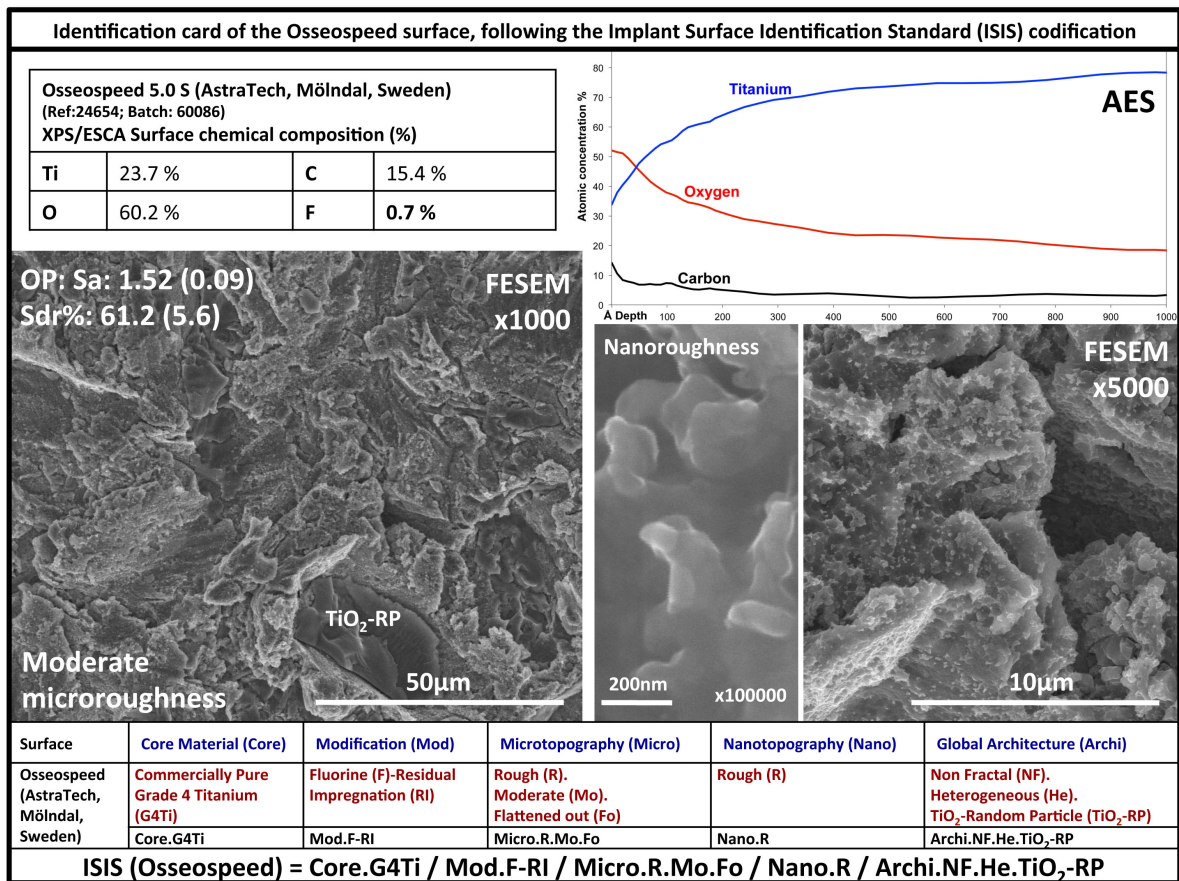 Identification card of the Osseospeed surface, following the Implant Surface Identification Standard (ISIS) codification
Osseospeed 5.0 S (AstraTech, Mölndal, Sweden)
(Ref:24654; Batch: 60086)
XPS/ESCA Surface chemical composition (%)
Ti 23.7 % C 15.4 %
O 60.2 % F 0.7 %
AES
Atomic concentration %
80
70
60
50
40
30
20
10
0
Titanium
Oxygen
Carbon
Å Depth 100 200 300 400 500 600 700 800 900 1000
OP: Sa: 1.52 (0.09)
Sdr%: 61.2 (5.6)
FESEM
x1000
TiO₂-RP
Moderate
microroughness
50µm
Nanoroughness
200nm
x100000
FESEM
x5000
10µm
Surface Core Material (Core) Modification (Mod) Microtopography (Micro) Nanotopography (Nano) Global Architecture (Archi)
Osseospeed
(AstraTech,
Mölndal,
Sweden)
Commercially Pure
Grade 4 Titanium
(G4Ti)
Fluorine (F)-Residual
Impregnation (RI)
Rough (R).
Moderate (Mo).
Flattened out (Fo)
Rough (R)
Non Fractal (NF).
Heterogeneous (He).
TiO₂-Random Particle (TiO₂-RP)
Core.G4Ti Mod.F-RI Micro.R.Mo.Fo Nano.R Archi.NF.He.TiO₂-RP
ISIS (Osseospeed) = Core.G4Ti / Mod.F-RI / Micro.R.Mo.Fo / Nano.R / Archi.NF.He.TiO₂-RP